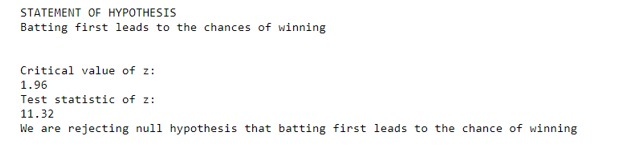 STATEMENT OF HYPOTHESIS
Batting first leads to the chances of winning
Critical value of z:
1.96
Test statistic of z:
11.32
We are rejecting null hypothesis that batting first leads to the chance of winning